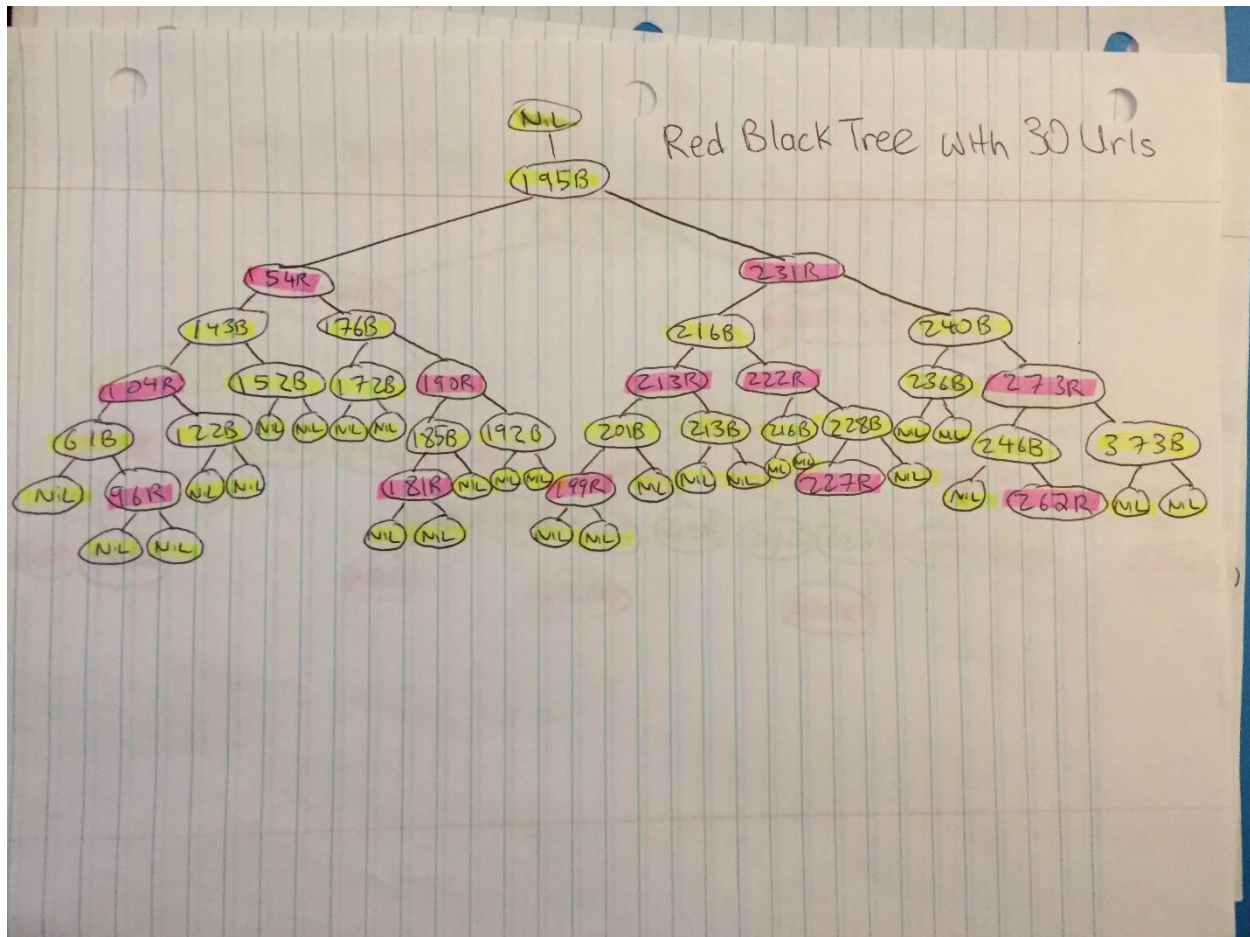 NiL
Red Black Tree with 30 Urls
195B
154R 231R
143B 176B 216B 240B
104R 152B 172B 190R 213R 222R 236B 273R
61B 122B NiL NiL NiL NiL 185B 192B 201B 213B 216B 228B NiL NiL 246B 373B
NiL 96R NiL NiL 181R NiL NiL NiL 199R NiL NiL NiL NiL NiL 227R NiL NiL 262R NiL NiL
NiL NiL NiL NiL NiL NiL